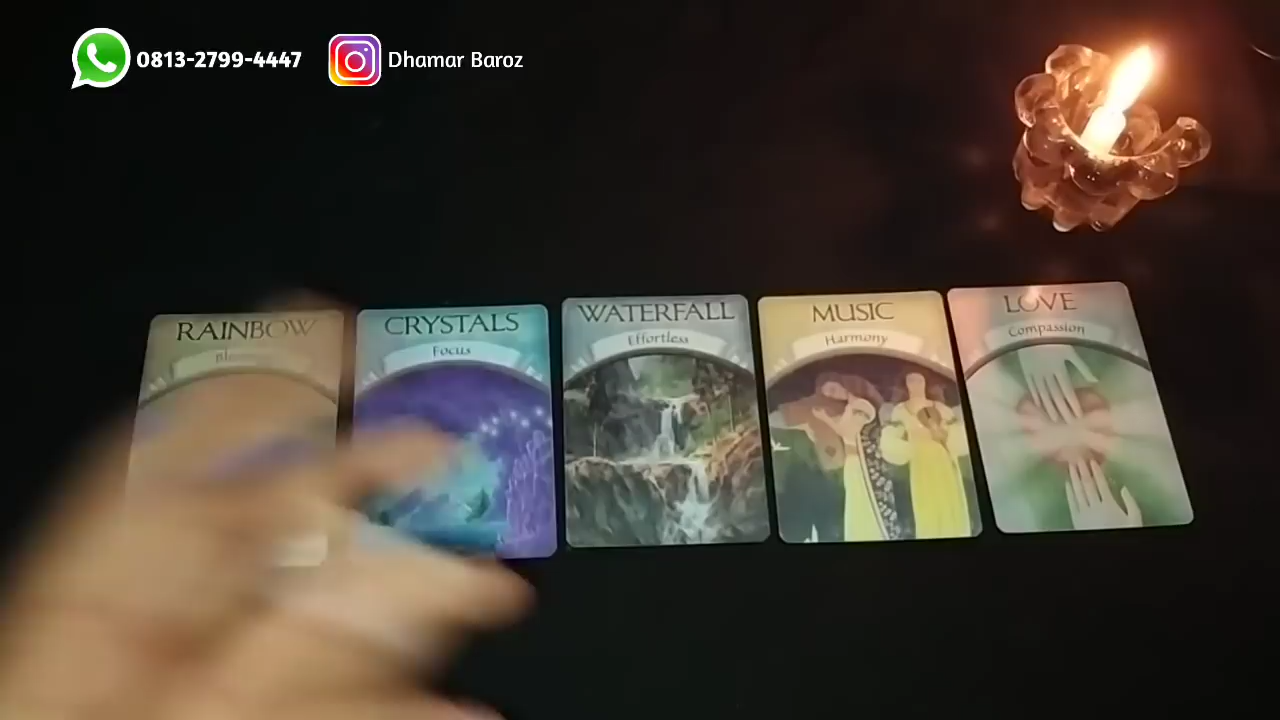 0813-2799-4447
Dhamar Baroz
RAINBOW
CRYSTALS
Focus
WATERFALL
Effortless
MUSIC
Harmony
LOVE
Compassion